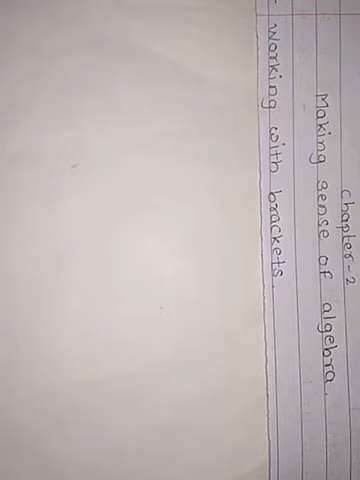 chapter-2
Making sense of algebra.
- working with brackets.